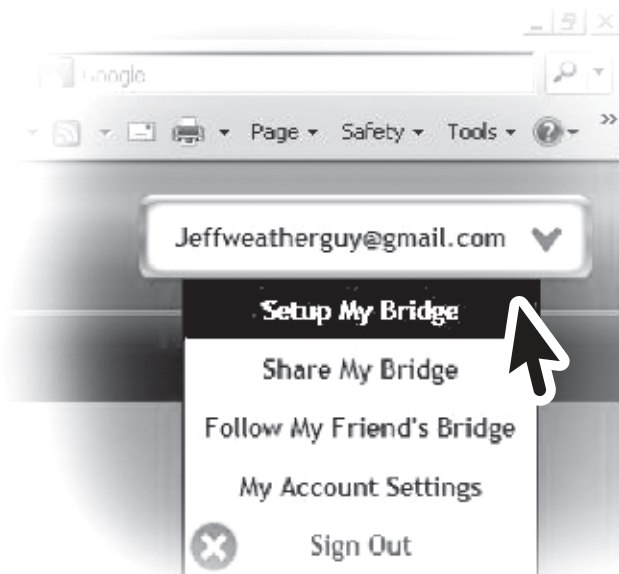 Google
Page Safety Tools
Jeffweatherguy@gmail.com
Setup My Bridge
Share My Bridge
Follow My Friend's Bridge
My Account Settings
Sign Out